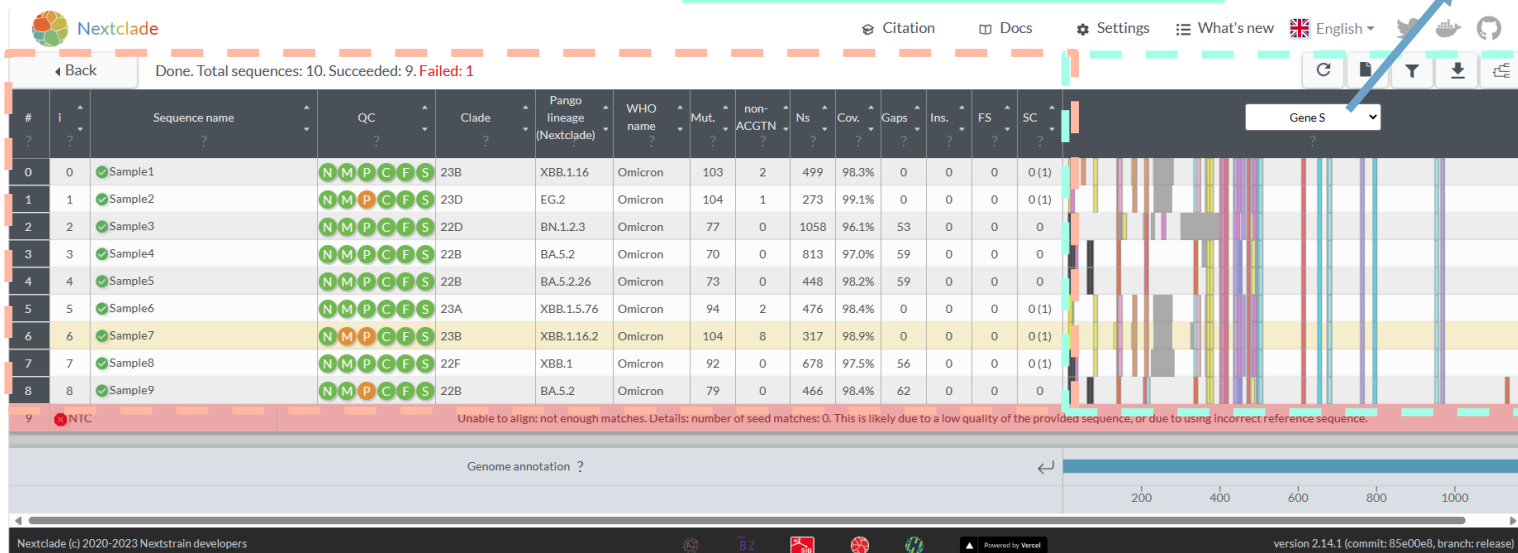 Nextclade
Citation Docs Settings What's new English
Back Done. Total sequences: 10. Succeeded: 9. Failed: 1
# i Sequence name QC Clade Pango lineage (Nextclade) WHO name Mut. non-ACGTN Ns Cov. Gaps Ins. FS SC Gene S
? ? ? ? ? ? ? ? ? ? ? ? ? ? ? ?
0 0 Sample1 N M P C F S 23B XBB.1.16 Omicron 103 2 499 98.3% 0 0 0 0 (1)
1 1 Sample2 N M P C F S 23D EG.2 Omicron 104 1 273 99.1% 0 0 0 0 (1)
2 2 Sample3 N M P C F S 22D BN.1.2.3 Omicron 77 0 1058 96.1% 53 0 0 0
3 3 Sample4 N M P C F S 22B BA.5.2 Omicron 70 0 813 97.0% 59 0 0 0
4 4 Sample5 N M P C F S 22B BA.5.2.26 Omicron 73 0 448 98.2% 59 0 0 0
5 5 Sample6 N M P C F S 23A XBB.1.5.76 Omicron 94 2 476 98.4% 0 0 0 0 (1)
6 6 Sample7 N M P C F S 23B XBB.1.16.2 Omicron 104 8 317 98.9% 0 0 0 0 (1)
7 7 Sample8 N M P C F S 22F XBB.1 Omicron 92 0 678 97.5% 56 0 0 0 (1)
8 8 Sample9 N M P C F S 22B BA.5.2 Omicron 79 0 466 98.4% 62 0 0 0
9 NTC Unable to align: not enough matches. Details: number of seed matches: 0. This is likely due to a low quality of the provided sequence, or due to using incorrect reference sequence.
Genome annotation ?
200 400 600 800 1000
Nextclade (c) 2020-2023 Nextstrain developers BZ SIB Powered by Vercel version 2.14.1 (commit: 85e00e8, branch: release)